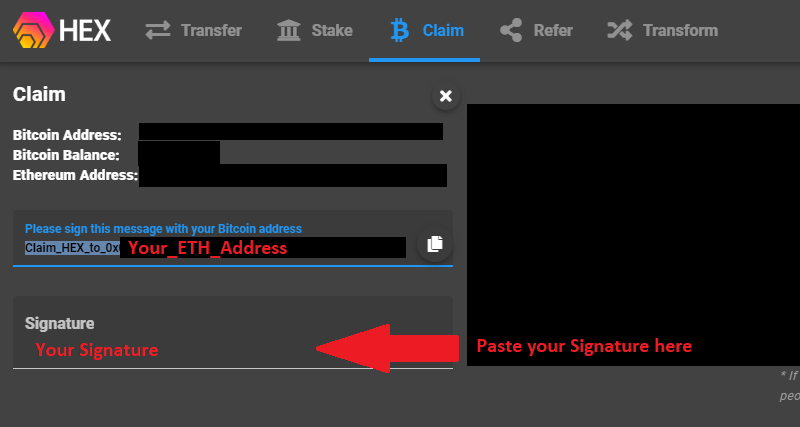 HEX Transfer Stake Claim Refer Transform
Claim
Bitcoin Address:
Bitcoin Balance:
Ethereum Address:
Please sign this message with your Bitcoin address
Claim_HEX_to_0x Your_ETH_Address
Signature
Your Signature
Paste your Signature here
* If
peo